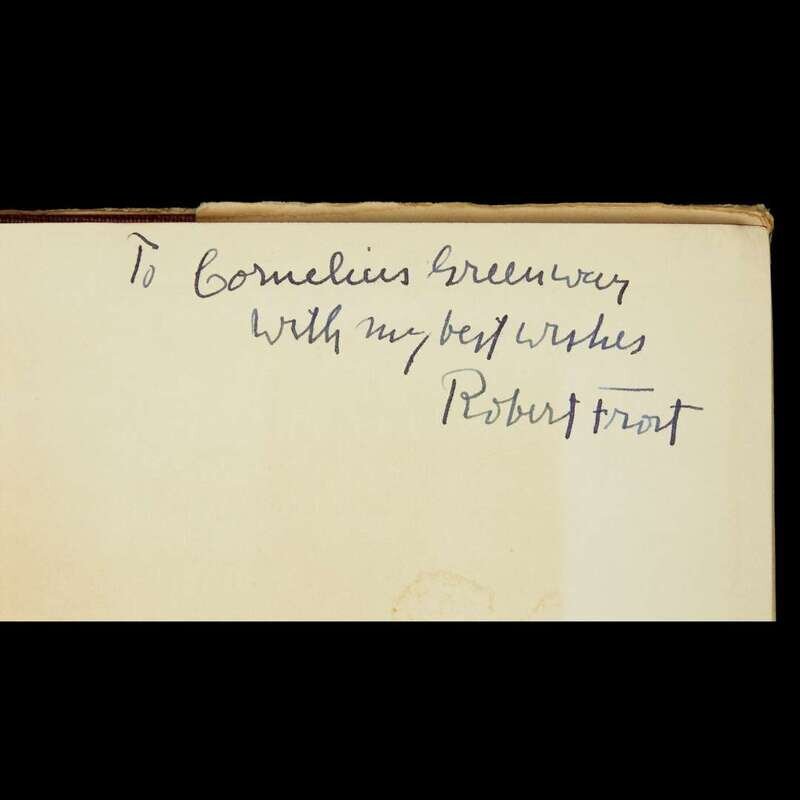 To Cornelius Greenway
with my best wishes
Robert Frost